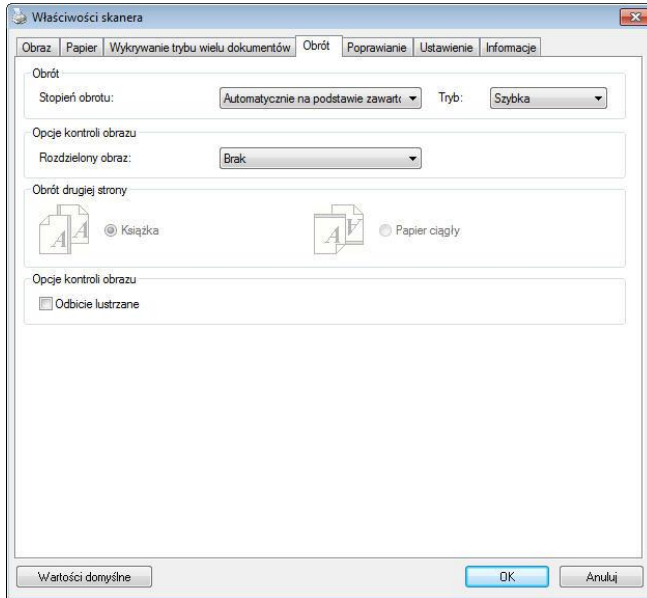 Właściwości skanera
Obraz Papier Wykrywanie trybu wielu dokumentów Obrót Poprawianie Ustawienie Informacje
Obrót
Stopień obrotu: Automatycznie na podstawie zawartc Tryb: Szybka
Opcje kontroli obrazu
Rozdzielony obraz: Brak
Obrót drugiej strony
Książka Papier ciągły
Opcje kontroli obrazu
Odbicie lustrzane
Wartości domyślne OK Anuluj